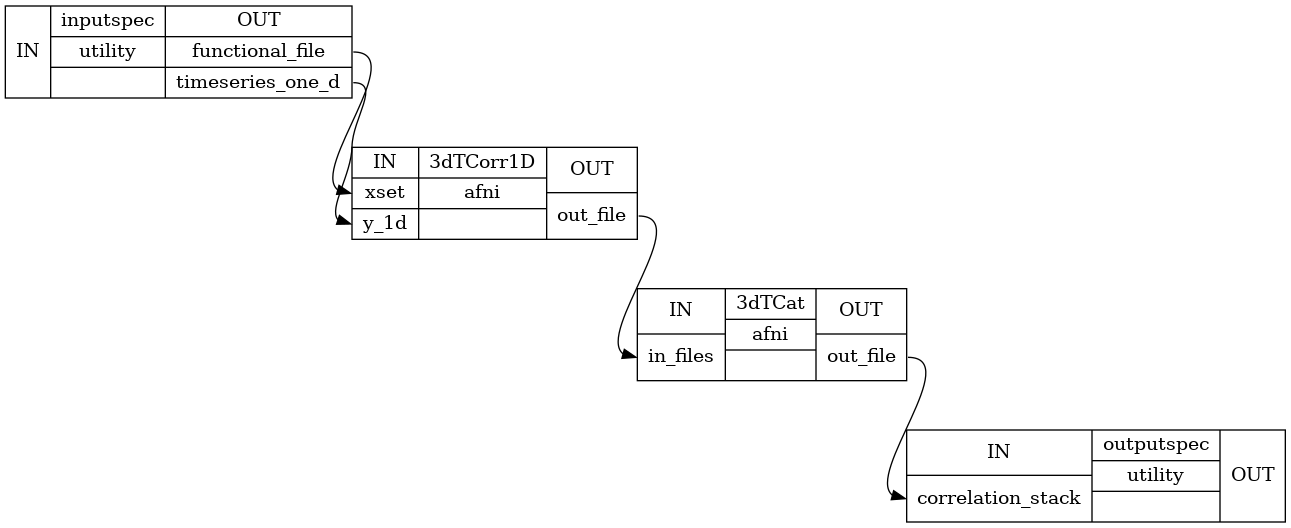 IN inputspec OUT
utility functional_file
timeseries_one_d
IN 3dTCorr1D OUT
xset afni
y_1d out_file
IN 3dTCat OUT
afni
in_files out_file
IN outputspec OUT
utility
correlation_stack